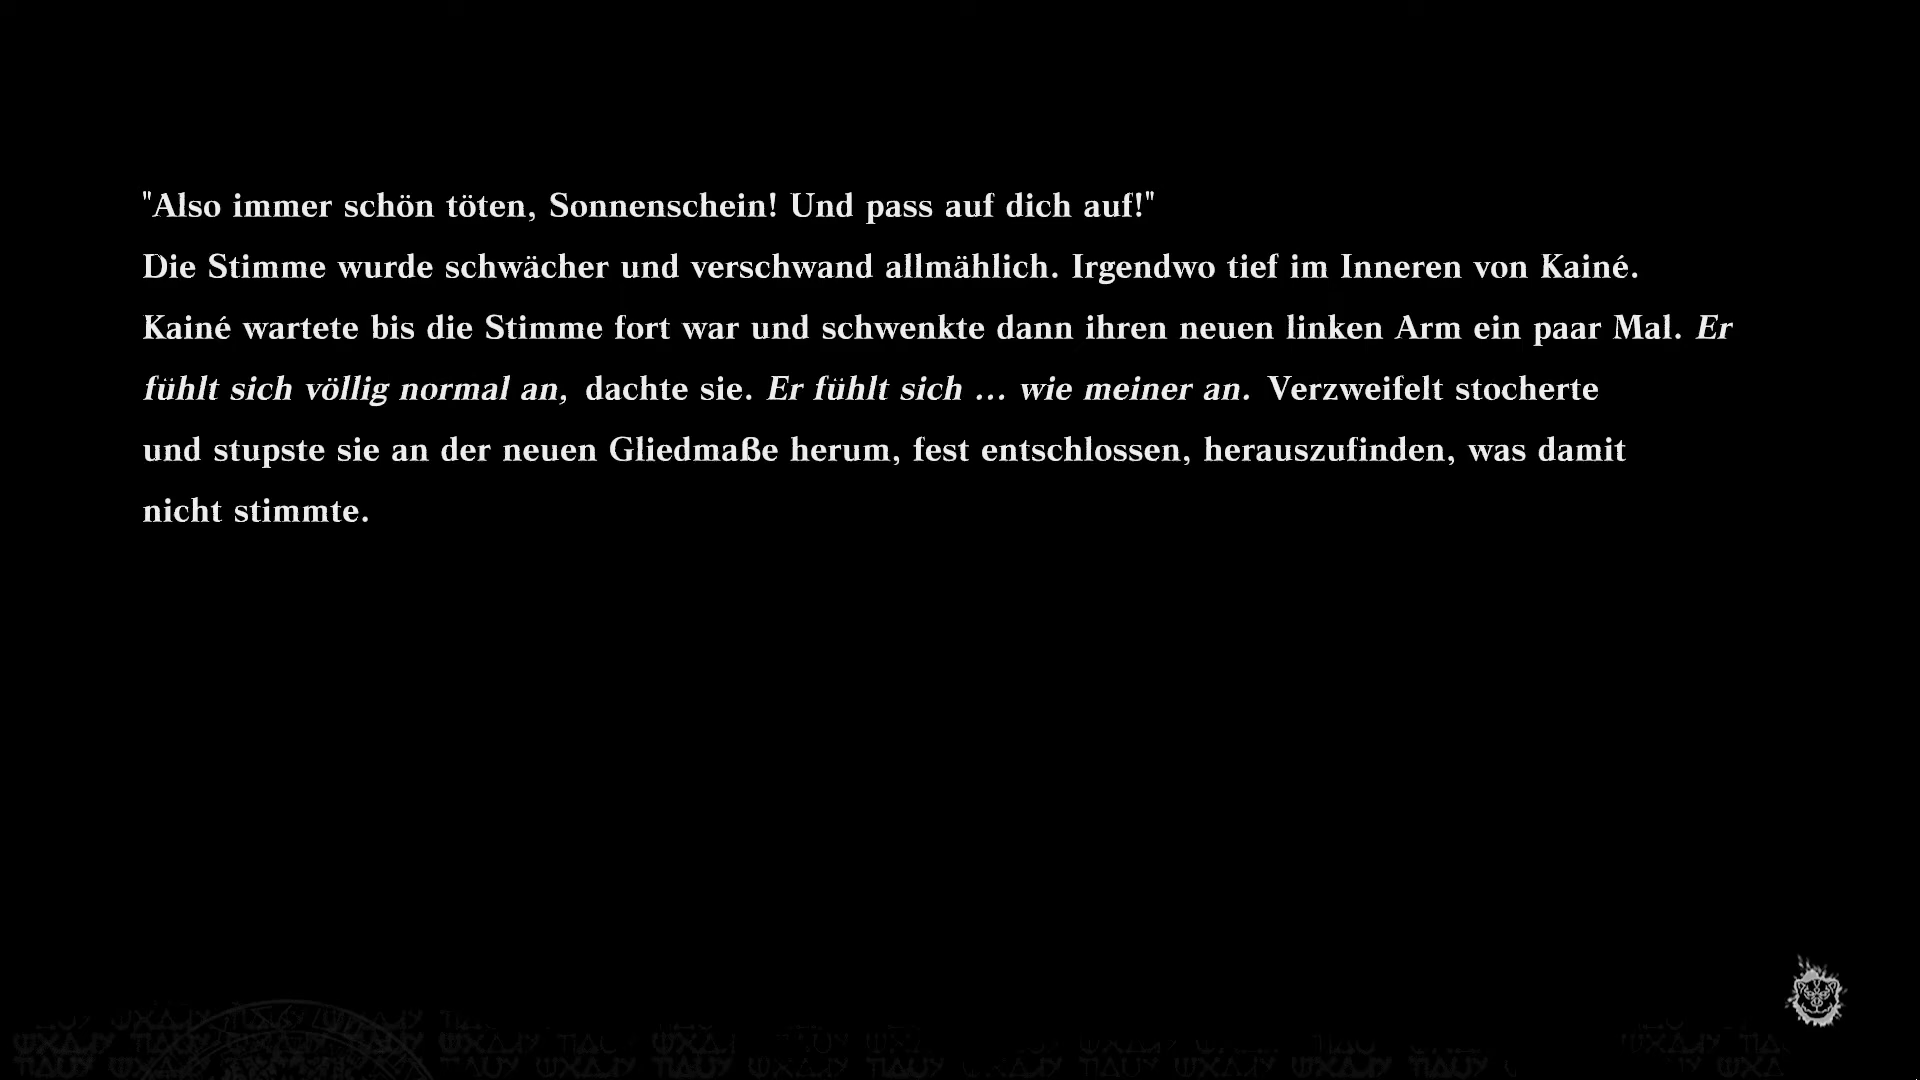 "Also immer schön töten, Sonnenschein! Und pass auf dich auf!"
Die Stimme wurde schwächer und verschwand allmählich. Irgendwo tief im Inneren von Kainé.
Kainé wartete bis die Stimme fort war und schwenkte dann ihren neuen linken Arm ein paar Mal. Er
fühlt sich völlig normal an, dachte sie. Er fühlt sich ... wie meiner an. Verzweifelt stocherte
und stupste sie an der neuen Gliedmaße herum, fest entschlossen, herauszufinden, was damit
nicht stimmte.